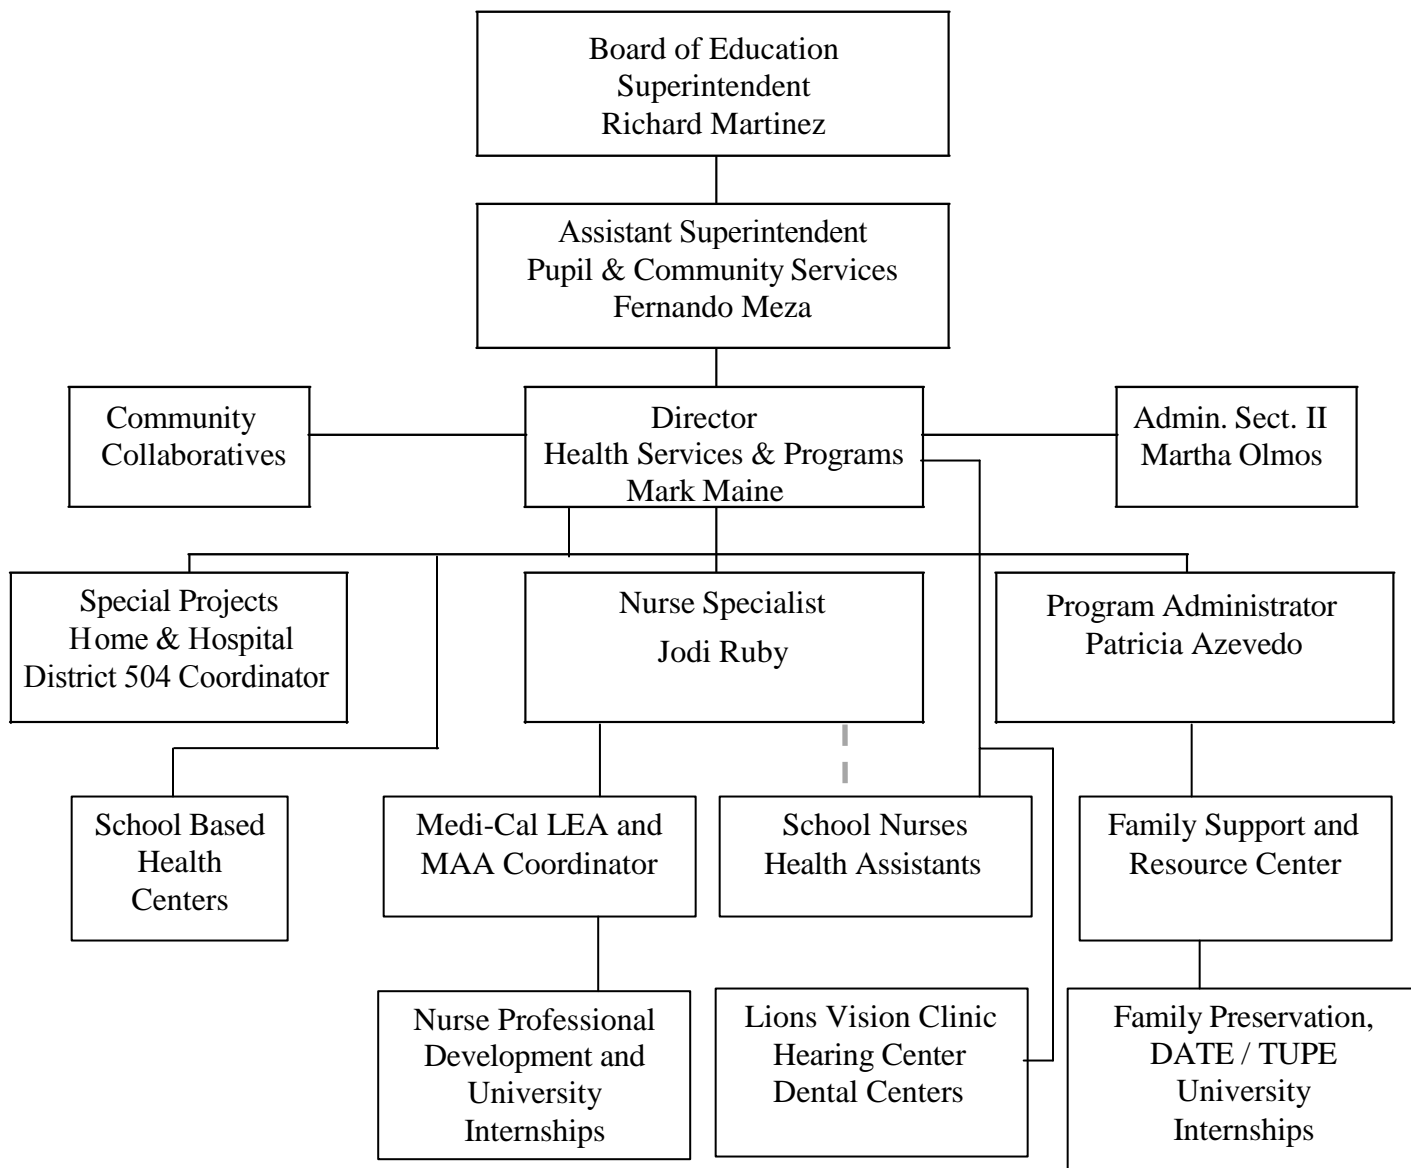 Board of Education
Superintendent
Richard Martinez
Assistant Superintendent
Pupil & Community Services
Fernando Meza
Community
Collaboratives
Director
Health Services & Programs
Mark Maine
Admin. Sect. II
Martha Olmos
Special Projects
Home & Hospital
District 504 Coordinator
Nurse Specialist
Jodi Ruby
Program Administrator
Patricia Azevedo
School Based
Health
Centers
Medi-Cal LEA and
MAA Coordinator
School Nurses
Health Assistants
Family Support and
Resource Center
Nurse Professional
Development and
University
Internships
Lions Vision Clinic
Hearing Center
Dental Centers
Family Preservation,
DATE / TUPE
University
Internships